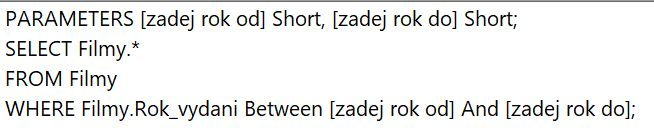 PARAMETERS [zadej rok od] Short, [zadej rok do] Short;
SELECT Filmy.*
FROM Filmy
WHERE Filmy.Rok_vydani Between [zadej rok od] And [zadej rok do];